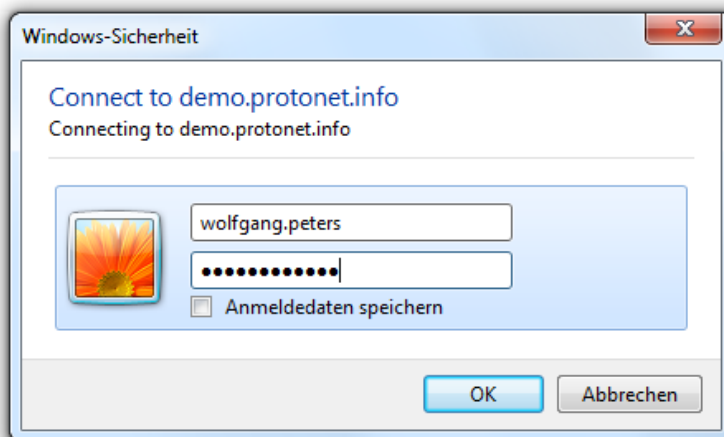 Windows-Sicherheit
Connect to demo.protonet.info
Connecting to demo.protonet.info
wolfgang.peters
●●●●●●●●●●●●
Anmeldedaten speichern
OK
Abbrechen